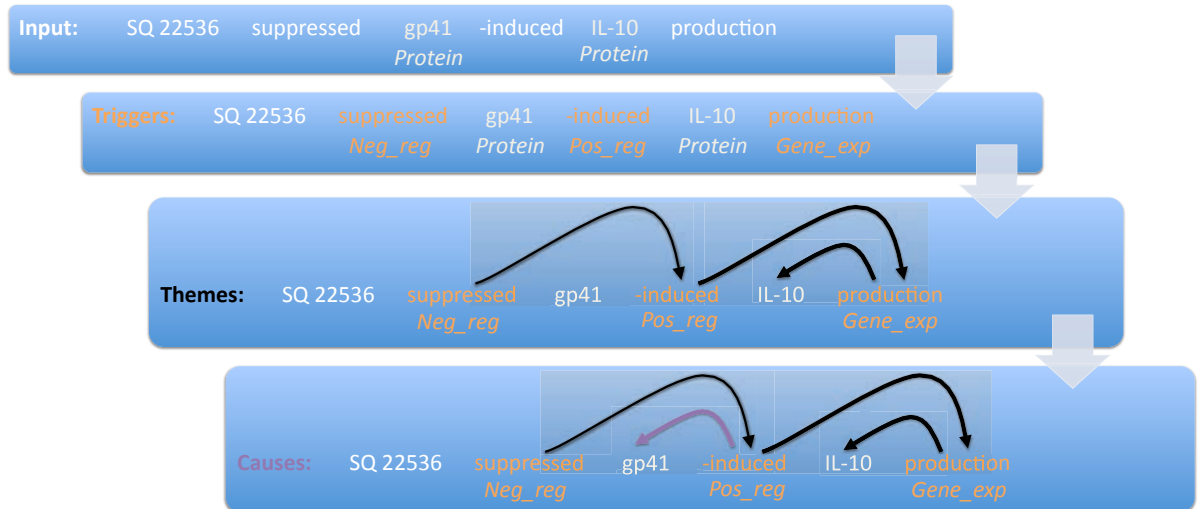 Input: SQ 22536 suppressed gp41 -induced IL-10 production
Protein Protein
Triggers: SQ 22536 suppressed gp41 -induced IL-10 production
Neg_reg Protein Pos_reg Protein Gene_exp
Themes: SQ 22536 suppressed gp41 -induced IL-10 production
Neg_reg Pos_reg Gene_exp
Causes: SQ 22536 suppressed gp41 -induced IL-10 production
Neg_reg Pos_reg Gene_exp